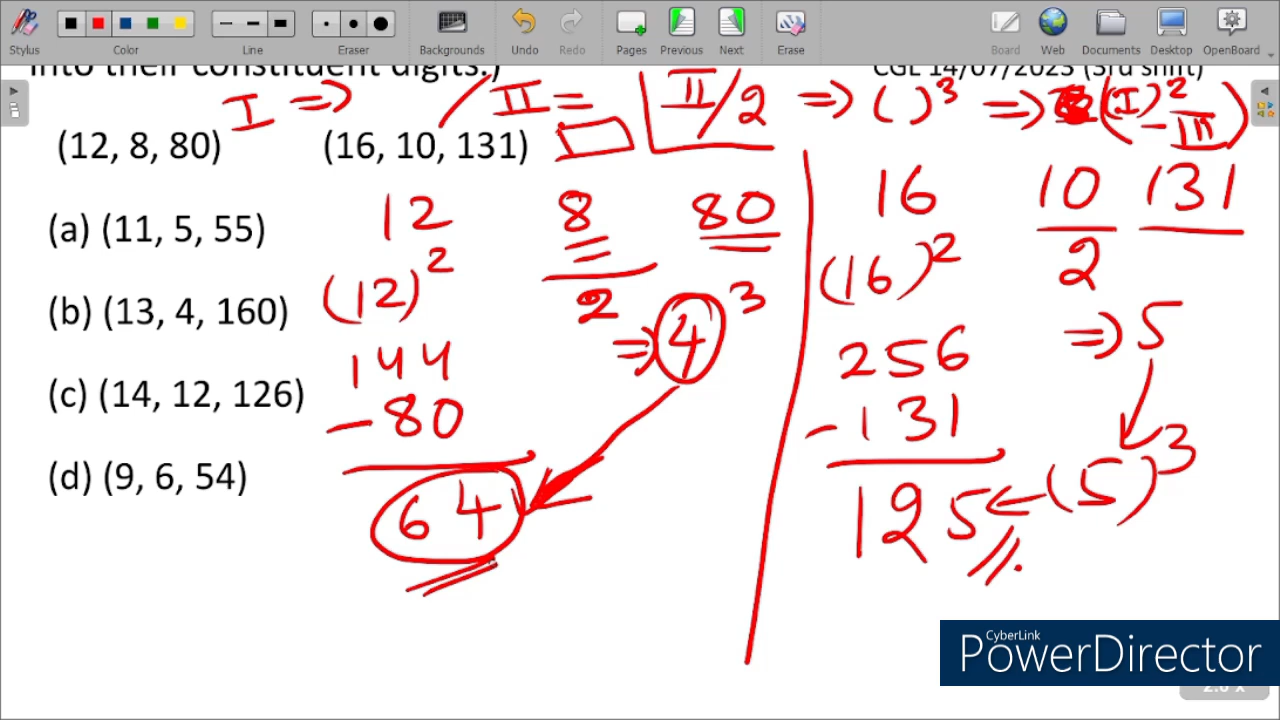 Stylus Color Line Eraser Backgrounds Undo Redo Pages Previous Next Erase Board Web Documents Desktop OpenBoard
into their constituent digits.) CGL 14/07/2023 (3rd shift)
I => / II = II/2 => ( )³ => (I)² - III)
(12, 8, 80) (16, 10, 131)
12 8 80 16 10 131
(a) (11, 5, 55)
(12)² 2 (16)² 2
(b) (13, 4, 160)
=> 4³ => 5
144 256
(c) (14, 12, 126)
- 80 - 131
(d) (9, 6, 54)
64 125 ← (5)³
CyberLink
PowerDirector
2.0 x